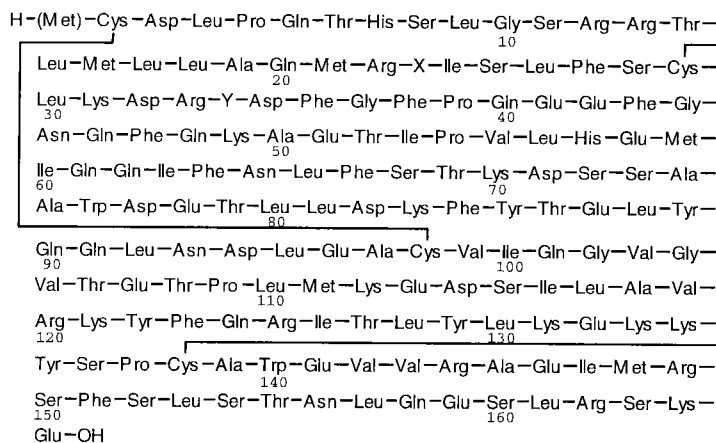 H-(Met)-Cys-Asp-Leu-Pro-Gln-Thr-His-Ser-Leu-Gly-Ser-Arg-Arg-Thr-
10
Leu-Met-Leu-Leu-Ala-Gln-Met-Arg-X-Ile-Ser-Leu-Phe-Ser-Cys-
20
Leu-Lys-Asp-Arg-Y-Asp-Phe-Gly-Phe-Pro-Gln-Glu-Glu-Phe-Gly-
30 40
Asn-Gln-Phe-Gln-Lys-Ala-Glu-Thr-Ile-Pro-Val-Leu-His-Glu-Met-
50
Ile-Gln-Gln-Ile-Phe-Asn-Leu-Phe-Ser-Thr-Lys-Asp-Ser-Ser-Ala-
60 70
Ala-Trp-Asp-Glu-Thr-Leu-Leu-Asp-Lys-Phe-Tyr-Thr-Glu-Leu-Tyr-
80
Gln-Gln-Leu-Asn-Asp-Leu-Glu-Ala-Cys-Val-Ile-Gln-Gly-Val-Gly-
90 100
Val-Thr-Glu-Thr-Pro-Leu-Met-Lys-Glu-Asp-Ser-Ile-Leu-Ala-Val-
110
Arg-Lys-Tyr-Phe-Gln-Arg-Ile-Thr-Leu-Tyr-Leu-Lys-Glu-Lys-Lys-
120 130
Tyr-Ser-Pro-Cys-Ala-Trp-Glu-Val-Val-Arg-Ala-Glu-Ile-Met-Arg-
140
Ser-Phe-Ser-Leu-Ser-Thr-Asn-Leu-Gln-Glu-Ser-Leu-Arg-Ser-Lys-
150 160
Glu-OH